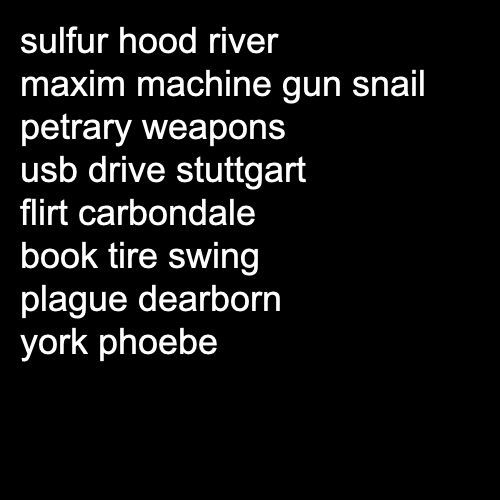 sulfur hood river
maxim machine gun snail
petrary weapons
usb drive stuttgart
flirt carbondale
book tire swing
plague dearborn
york phoebe